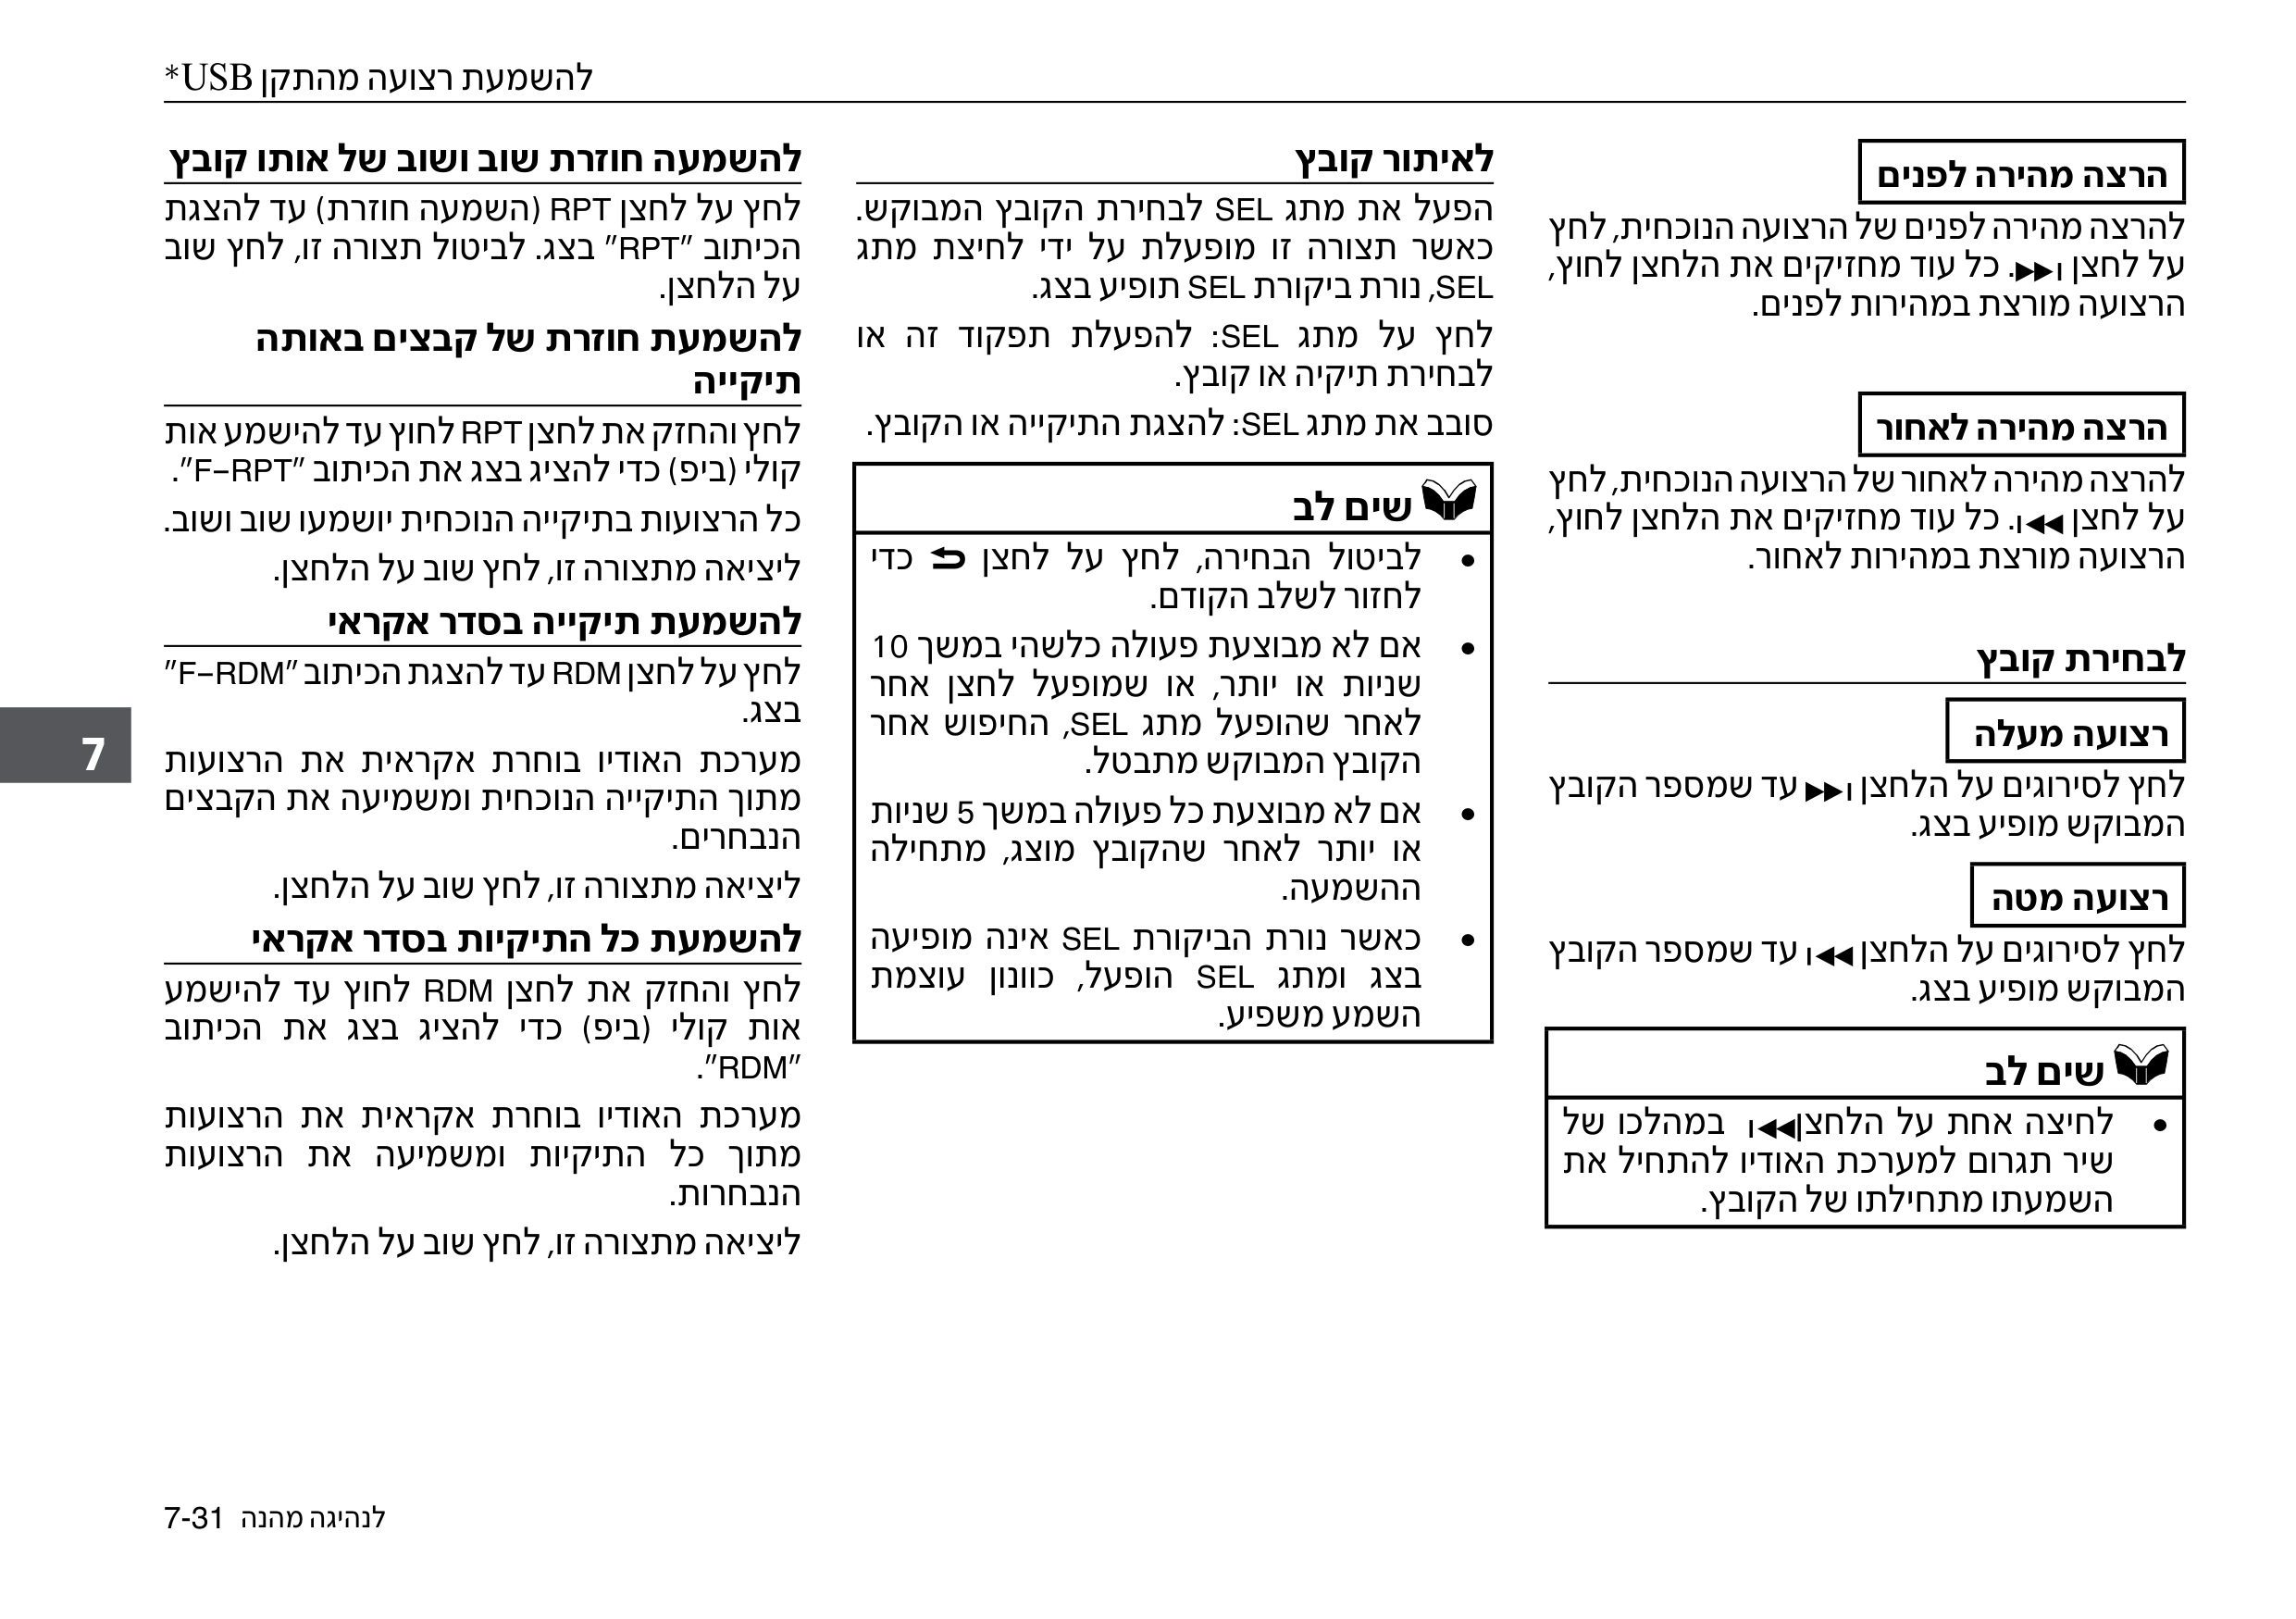 להשמעת רצועה מהתקן USB*
הרצה מהירה לפנים
להרצה מהירה לפנים של הרצועה הנוכחית, לחץ
על לחצן ⏵⏵ı. כל עוד מחזיקים את הלחצן לחוץ,
הרצועה מורצת במהירות לפנים.
הרצה מהירה לאחור
להרצה מהירה לאחור של הרצועה הנוכחית, לחץ
על לחצן ı⏴⏴. כל עוד מחזיקים את הלחצן לחוץ,
הרצועה מורצת במהירות לאחור.
לבחירת קובץ
רצועה מעלה
לחץ לסירוגים על הלחצן ⏵⏵ı עד שמספר הקובץ
המבוקש מופיע בצג.
רצועה מטה
לחץ לסירוגים על הלחצן ı⏴⏴ עד שמספר הקובץ
המבוקש מופיע בצג.
שים לב
• לחיצה אחת על הלחצן ı⏴⏴ במהלכו של
שיר תגרום למערכת האודיו להתחיל את
השמעתו מתחילתו של הקובץ.
לאיתור קובץ
הפעל את מתג SEL לבחירת הקובץ המבוקש.
כאשר תצורה זו מופעלת על ידי לחיצת מתג
SEL, נורת ביקורת SEL תופיע בצג.
לחץ על מתג SEL: להפעלת תפקוד זה או
לבחירת תיקיה או קובץ.
סובב את מתג SEL: להצגת התיקייה או הקובץ.
שים לב
• לביטול הבחירה, לחץ על לחצן ⮌ כדי
לחזור לשלב הקודם.
• אם לא מבוצעת פעולה כלשהי במשך 10
שניות או יותר, או שמופעל לחצן אחר
לאחר שהופעל מתג SEL, החיפוש אחר
הקובץ המבוקש מתבטל.
• אם לא מבוצעת כל פעולה במשך 5 שניות
או יותר לאחר שהקובץ מוצג, מתחילה
ההשמעה.
• כאשר נורת הביקורת SEL אינה מופיעה
בצג ומתג SEL הופעל, כוונון עוצמת
השמע משפיע.
להשמעה חוזרת שוב ושוב של אותו קובץ
לחץ על לחצן RPT (השמעה חוזרת) עד להצגת
הכיתוב "RPT" בצג. לביטול תצורה זו, לחץ שוב
על הלחצן.
להשמעת חוזרת של קבצים באותה
תיקייה
לחץ והחזק את לחצן RPT לחוץ עד להישמע אות
קולי (ביפ) כדי להציג בצג את הכיתוב "F–RPT".
כל הרצועות בתיקייה הנוכחית יושמעו שוב ושוב.
ליציאה מתצורה זו, לחץ שוב על הלחצן.
להשמעת תיקייה בסדר אקראי
לחץ על לחצן RDM עד להצגת הכיתוב "F–RDM"
בצג.
מערכת האודיו בוחרת אקראית את הרצועות
מתוך התיקייה הנוכחית ומשמיעה את הקבצים
הנבחרים.
ליציאה מתצורה זו, לחץ שוב על הלחצן.
להשמעת כל התיקיות בסדר אקראי
לחץ והחזק את לחצן RDM לחוץ עד להישמע
אות קולי (ביפ) כדי להציג בצג את הכיתוב
"RDM".
מערכת האודיו בוחרת אקראית את הרצועות
מתוך כל התיקיות ומשמיעה את הרצועות
הנבחרות.
ליציאה מתצורה זו, לחץ שוב על הלחצן.
7
לנהיגה מהנה 7-31